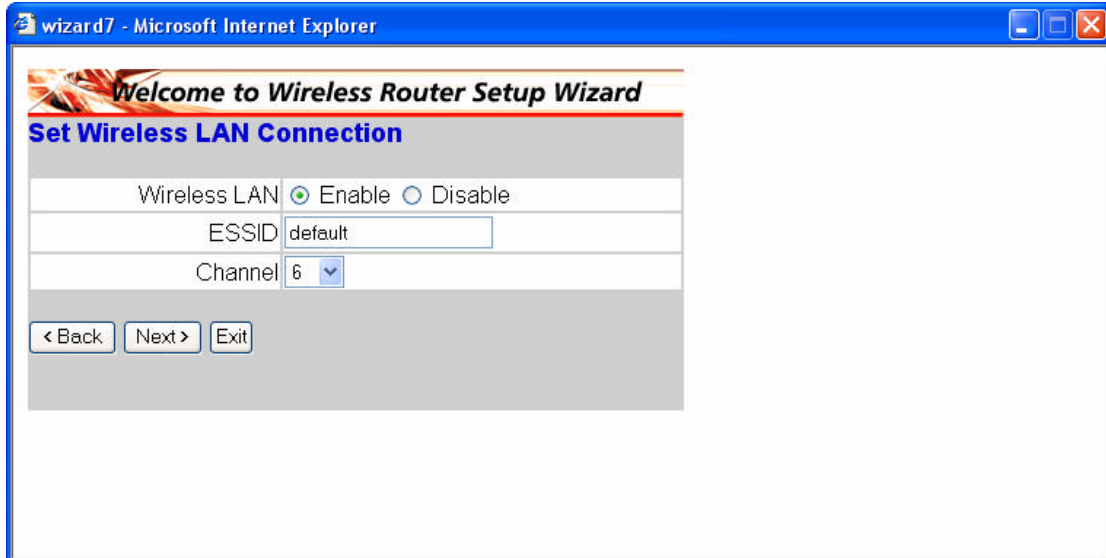 wizard7 - Microsoft Internet Explorer
Welcome to Wireless Router Setup Wizard
Set Wireless LAN Connection
Wireless LAN Enable Disable
ESSID default
Channel 6
< Back Next > Exit